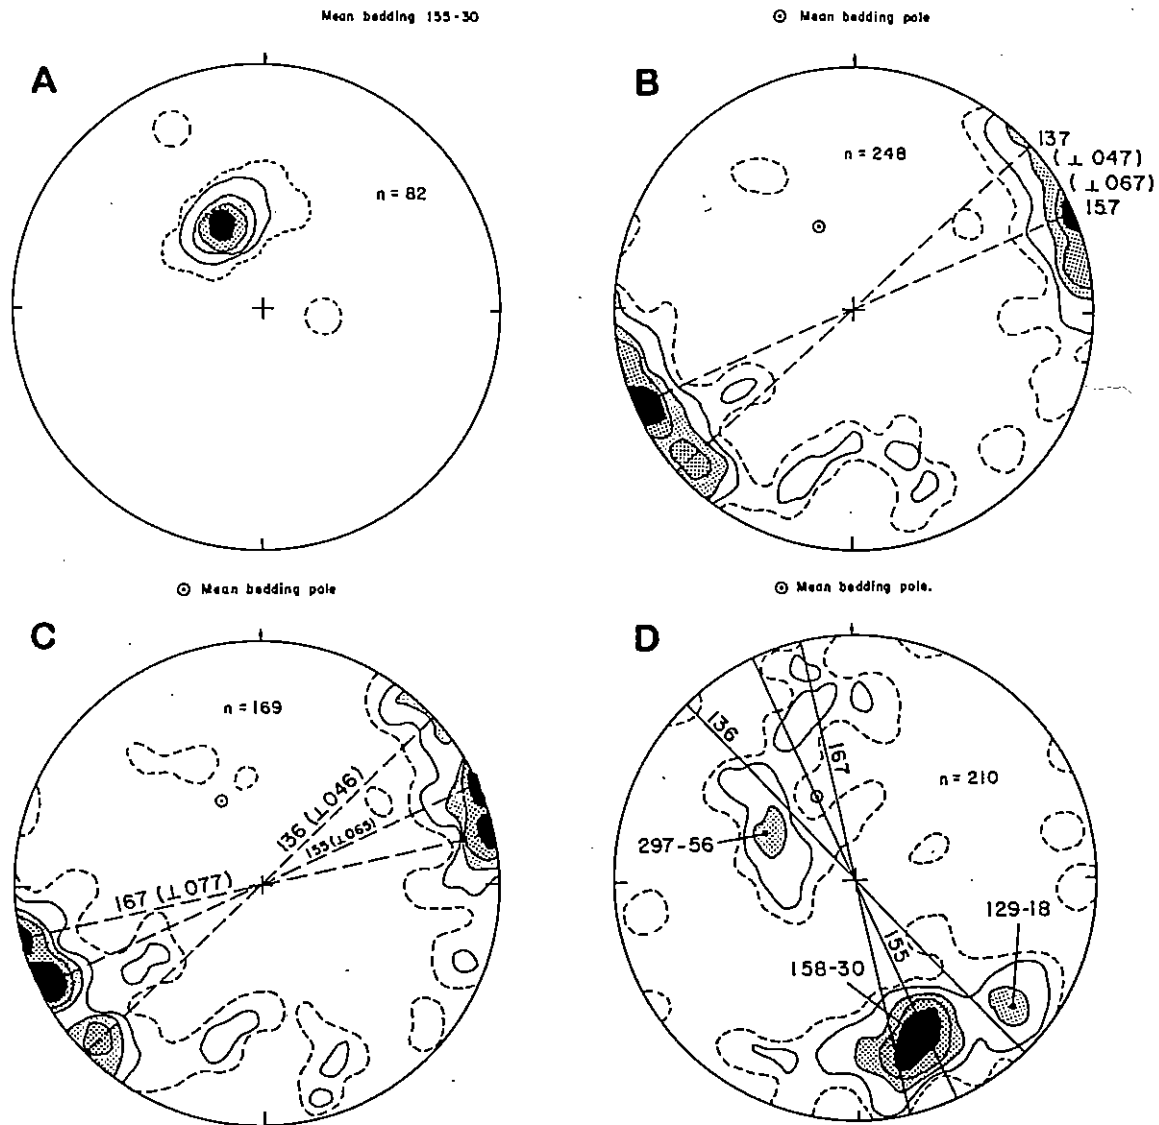 Mean bedding 155-30
⊙ Mean bedding pole
A
n = 82
B
n = 248
137
(⊥ 047)
(⊥ 067)
157
⊙ Mean bedding pole
⊙ Mean bedding pole.
C
n = 169
136 (⊥ 046)
155 (⊥ 065)
167 (⊥ 077)
D
136
167
n = 210
297-56
129-18
155
158-30